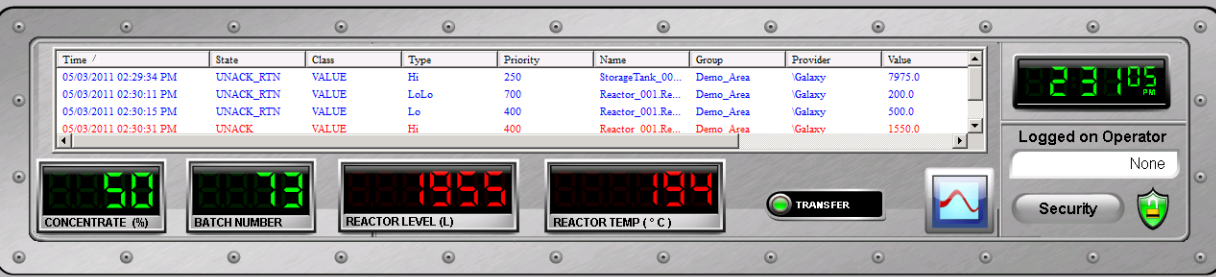 Time / State Class Type Priority Name Group Provider Value
05/03/2011 02:29:34 PM UNACK_RTN VALUE Hi 250 StorageTank_00... Demo_Area \Galaxy 7975.0
05/03/2011 02:30:11 PM UNACK_RTN VALUE LoLo 700 Reactor_001.Re... Demo_Area \Galaxy 200.0
05/03/2011 02:30:15 PM UNACK_RTN VALUE Lo 400 Reactor_001.Re... Demo_Area \Galaxy 500.0
05/03/2011 02:30:31 PM UNACK VALUE Hi 400 Reactor_001.Re... Demo_Area \Galaxy 1550.0
2 31 05 PM
Logged on Operator
None
Security
50
CONCENTRATE (%)
73
BATCH NUMBER
1955
REACTOR LEVEL (L)
194
REACTOR TEMP ( ° C )
TRANSFER